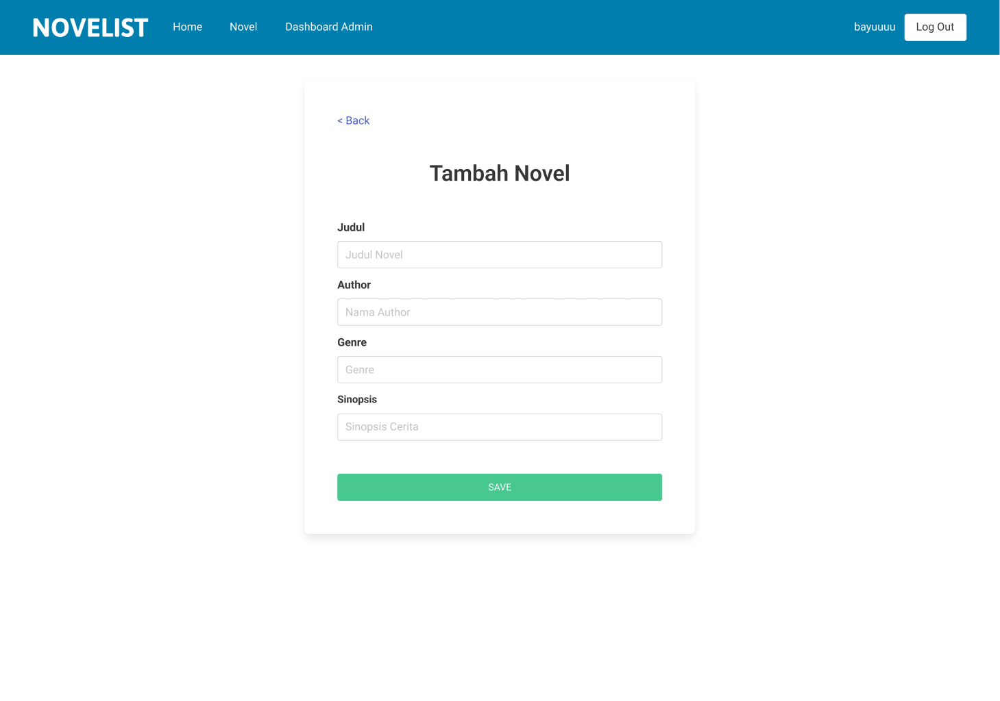 NOVELIST Home Novel Dashboard Admin bayuuuu Log Out
< Back
Tambah Novel
Judul
Judul Novel
Author
Nama Author
Genre
Genre
Sinopsis
Sinopsis Cerita
SAVE